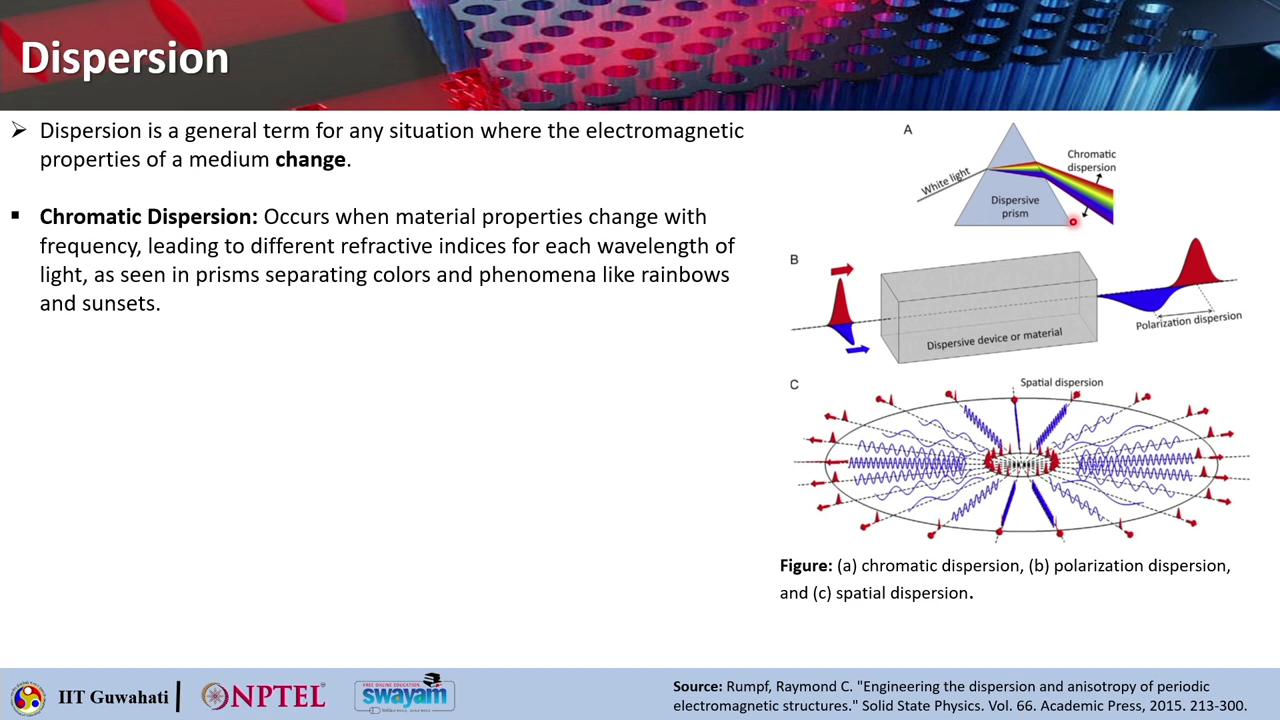 Dispersion
Dispersion is a general term for any situation where the electromagnetic
properties of a medium change.
Chromatic Dispersion: Occurs when material properties change with
frequency, leading to different refractive indices for each wavelength of
light, as seen in prisms separating colors and phenomena like rainbows
and sunsets.
A
White light
Chromatic
dispersion
Dispersive
prism
B
Dispersive device or material
Polarization dispersion
C
Spatial dispersion
Figure: (a) chromatic dispersion, (b) polarization dispersion,
and (c) spatial dispersion.
IIT Guwahati
NPTEL
FREE ONLINE EDUCATION
swayam
Source: Rumpf, Raymond C. "Engineering the dispersion and anisotropy of periodic
electromagnetic structures." Solid State Physics. Vol. 66. Academic Press, 2015. 213-300.